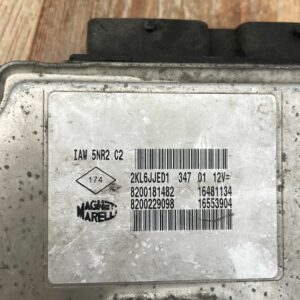 IAW 5NR2 C2
174
2KL6JJED1 347 01 12V=
8200181482 16481134
8200229098 16553904
MAGNETI
MARELLI